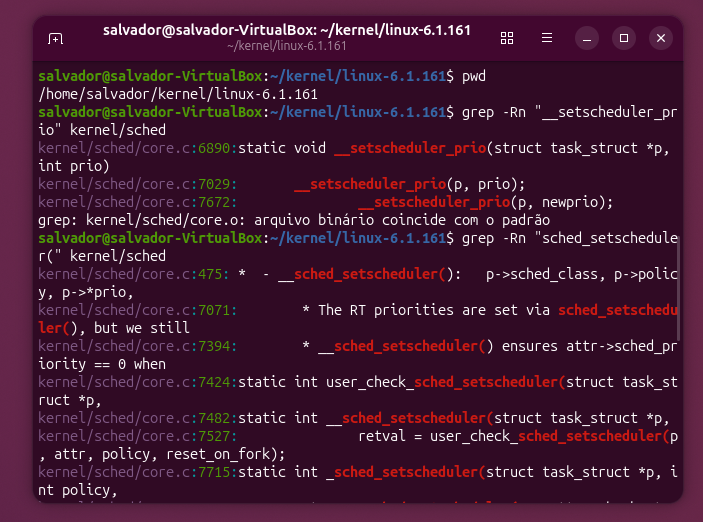 salvador@salvador-VirtualBox: ~/kernel/linux-6.1.161
~/kernel/linux-6.1.161
salvador@salvador-VirtualBox:~/kernel/linux-6.1.161$ pwd
/home/salvador/kernel/linux-6.1.161
salvador@salvador-VirtualBox:~/kernel/linux-6.1.161$ grep -Rn "__setscheduler_pr
io" kernel/sched
kernel/sched/core.c:6890:static void __setscheduler_prio(struct task_struct *p,
int prio)
kernel/sched/core.c:7029:       __setscheduler_prio(p, prio);
kernel/sched/core.c:7672:               __setscheduler_prio(p, newprio);
grep: kernel/sched/core.o: arquivo binário coincide com o padrão
salvador@salvador-VirtualBox:~/kernel/linux-6.1.161$ grep -Rn "sched_setschedule
r(" kernel/sched
kernel/sched/core.c:475: *  - __sched_setscheduler():   p->sched_class, p->polic
y, p->*prio,
kernel/sched/core.c:7071:        * The RT priorities are set via sched_setschedu
ler(), but we still
kernel/sched/core.c:7394:        * __sched_setscheduler() ensures attr->sched_pr
iority == 0 when
kernel/sched/core.c:7424:static int user_check_sched_setscheduler(struct task_st
ruct *p,
kernel/sched/core.c:7482:static int __sched_setscheduler(struct task_struct *p,
kernel/sched/core.c:7527:               retval = user_check_sched_setscheduler(p
, attr, policy, reset_on_fork);
kernel/sched/core.c:7715:static int _sched_setscheduler(struct task_struct *p, i
nt policy,